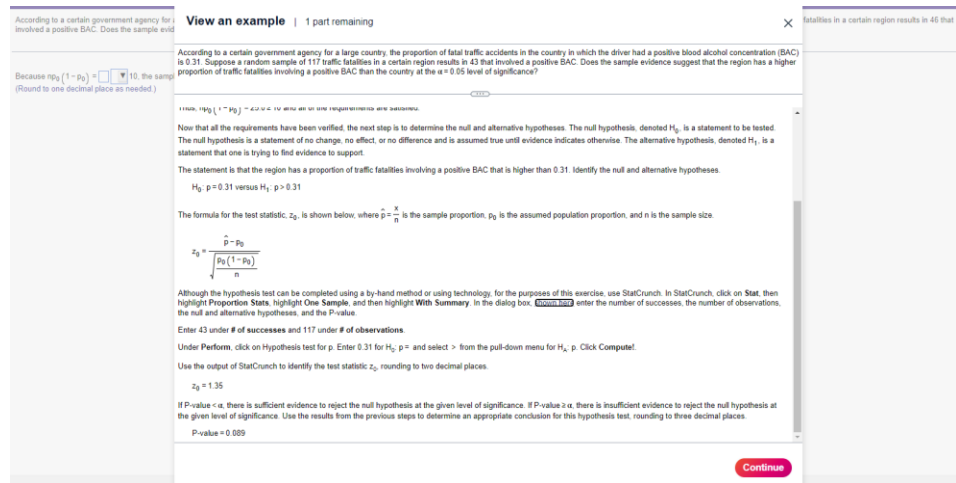 According to a certain government agency for a
involved a positive BAC. Does the sample evid
fatalities in a certain region results in 46 that
Because np0 (1 − p0) = ▼ 10, the samp
(Round to one decimal place as needed.)
View an example | 1 part remaining
×
According to a certain government agency for a large country, the proportion of fatal traffic accidents in the country in which the driver had a positive blood alcohol concentration (BAC)
is 0.31. Suppose a random sample of 117 traffic fatalities in a certain region results in 43 that involved a positive BAC. Does the sample evidence suggest that the region has a higher
proportion of traffic fatalities involving a positive BAC than the country at the α = 0.05 level of significance?
Thus, np0 (1 − p0) = 25.0 ≥ 10 and all of the requirements are satisfied.
Now that all the requirements have been verified, the next step is to determine the null and alternative hypotheses. The null hypothesis, denoted H0, is a statement to be tested.
The null hypothesis is a statement of no change, no effect, or no difference and is assumed true until evidence indicates otherwise. The alternative hypothesis, denoted H1, is a
statement that one is trying to find evidence to support.
The statement is that the region has a proportion of traffic fatalities involving a positive BAC that is higher than 0.31. Identify the null and alternative hypotheses.
H0: p = 0.31 versus H1: p > 0.31
The formula for the test statistic, z0, is shown below, where p̂ = x/n is the sample proportion, p0 is the assumed population proportion, and n is the sample size.
z0 = (p̂ − p0) / √(p0 (1 − p0) / n)
Although the hypothesis test can be completed using a by-hand method or using technology, for the purposes of this exercise, use StatCrunch. In StatCrunch, click on Stat, then
highlight Proportion Stats, highlight One Sample, and then highlight With Summary. In the dialog box, shown here enter the number of successes, the number of observations,
the null and alternative hypotheses, and the P-value.
Enter 43 under # of successes and 117 under # of observations.
Under Perform, click on Hypothesis test for p. Enter 0.31 for H0: p = and select > from the pull-down menu for HA: p. Click Compute!.
Use the output of StatCrunch to identify the test statistic z0, rounding to two decimal places.
z0 = 1.35
If P-value < α, there is sufficient evidence to reject the null hypothesis at the given level of significance. If P-value ≥ α, there is insufficient evidence to reject the null hypothesis at
the given level of significance. Use the results from the previous steps to determine an appropriate conclusion for this hypothesis test, rounding to three decimal places.
P-value = 0.089
Continue